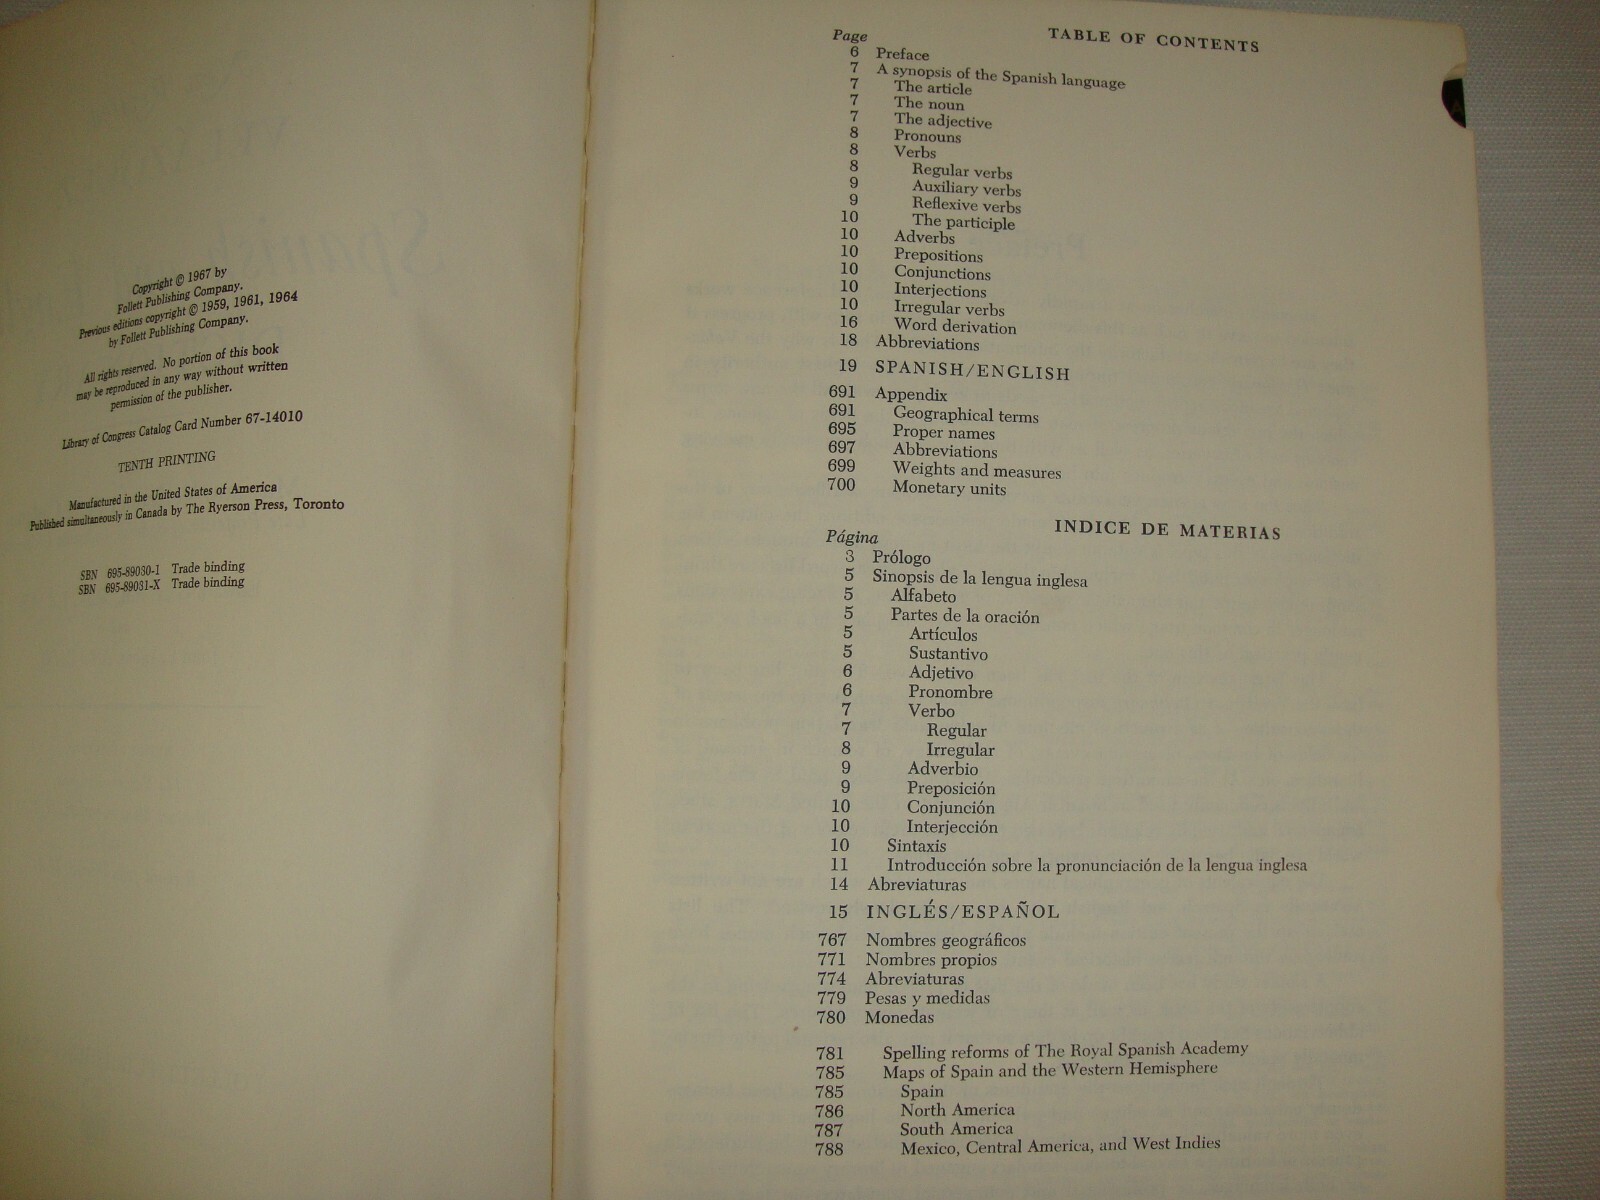 Copyright © 1967 by
Follett Publishing Company.
Previous editions copyright © 1959, 1961, 1964
by Follett Publishing Company.
All rights reserved. No portion of this book
may be reproduced in any way without written
permission of the publisher.
Library of Congress Catalog Card Number 67-14010
TENTH PRINTING
Manufactured in the United States of America
Published simultaneously in Canada by The Ryerson Press, Toronto
SBN 695-89030-1 Trade binding
SBN 695-89031-X Trade binding
TABLE OF CONTENTS
Page
6 Preface
7 A synopsis of the Spanish language
7 The article
7 The noun
7 The adjective
8 Pronouns
8 Verbs
8 Regular verbs
9 Auxiliary verbs
9 Reflexive verbs
10 The participle
10 Adverbs
10 Prepositions
10 Conjunctions
10 Interjections
10 Irregular verbs
16 Word derivation
18 Abbreviations
19 SPANISH/ENGLISH
691 Appendix
691 Geographical terms
695 Proper names
697 Abbreviations
699 Weights and measures
700 Monetary units
INDICE DE MATERIAS
Página
3 Prólogo
5 Sinopsis de la lengua inglesa
5 Alfabeto
5 Partes de la oración
5 Artículos
5 Sustantivo
6 Adjetivo
6 Pronombre
7 Verbo
7 Regular
8 Irregular
9 Adverbio
9 Preposición
10 Conjunción
10 Interjección
10 Sintaxis
11 Introducción sobre la pronunciación de la lengua inglesa
14 Abreviaturas
15 INGLÉS/ESPAÑOL
767 Nombres geográficos
771 Nombres propios
774 Abreviaturas
779 Pesas y medidas
780 Monedas
781 Spelling reforms of The Royal Spanish Academy
785 Maps of Spain and the Western Hemisphere
785 Spain
786 North America
787 South America
788 Mexico, Central America, and West Indies